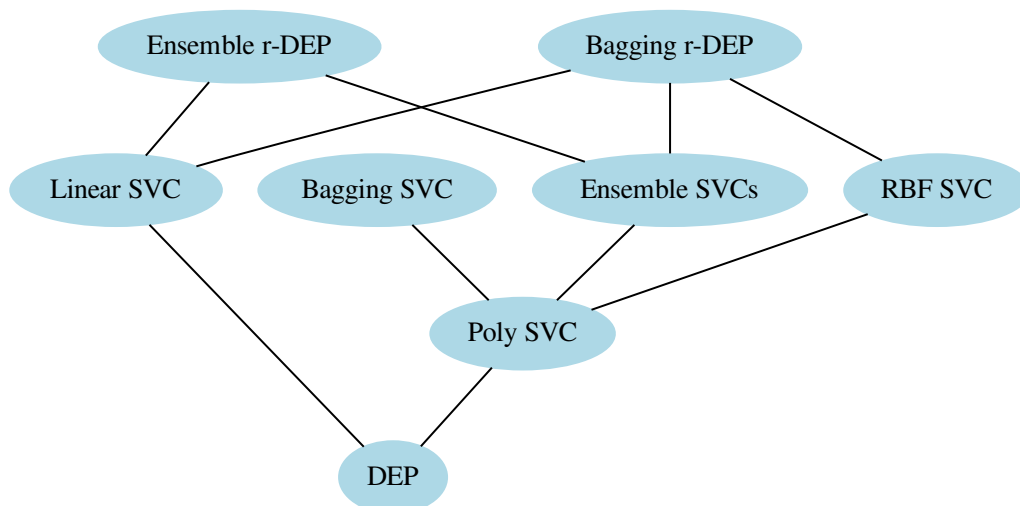 Ensemble r-DEP
Bagging r-DEP
Linear SVC
Bagging SVC
Ensemble SVCs
RBF SVC
Poly SVC
DEP